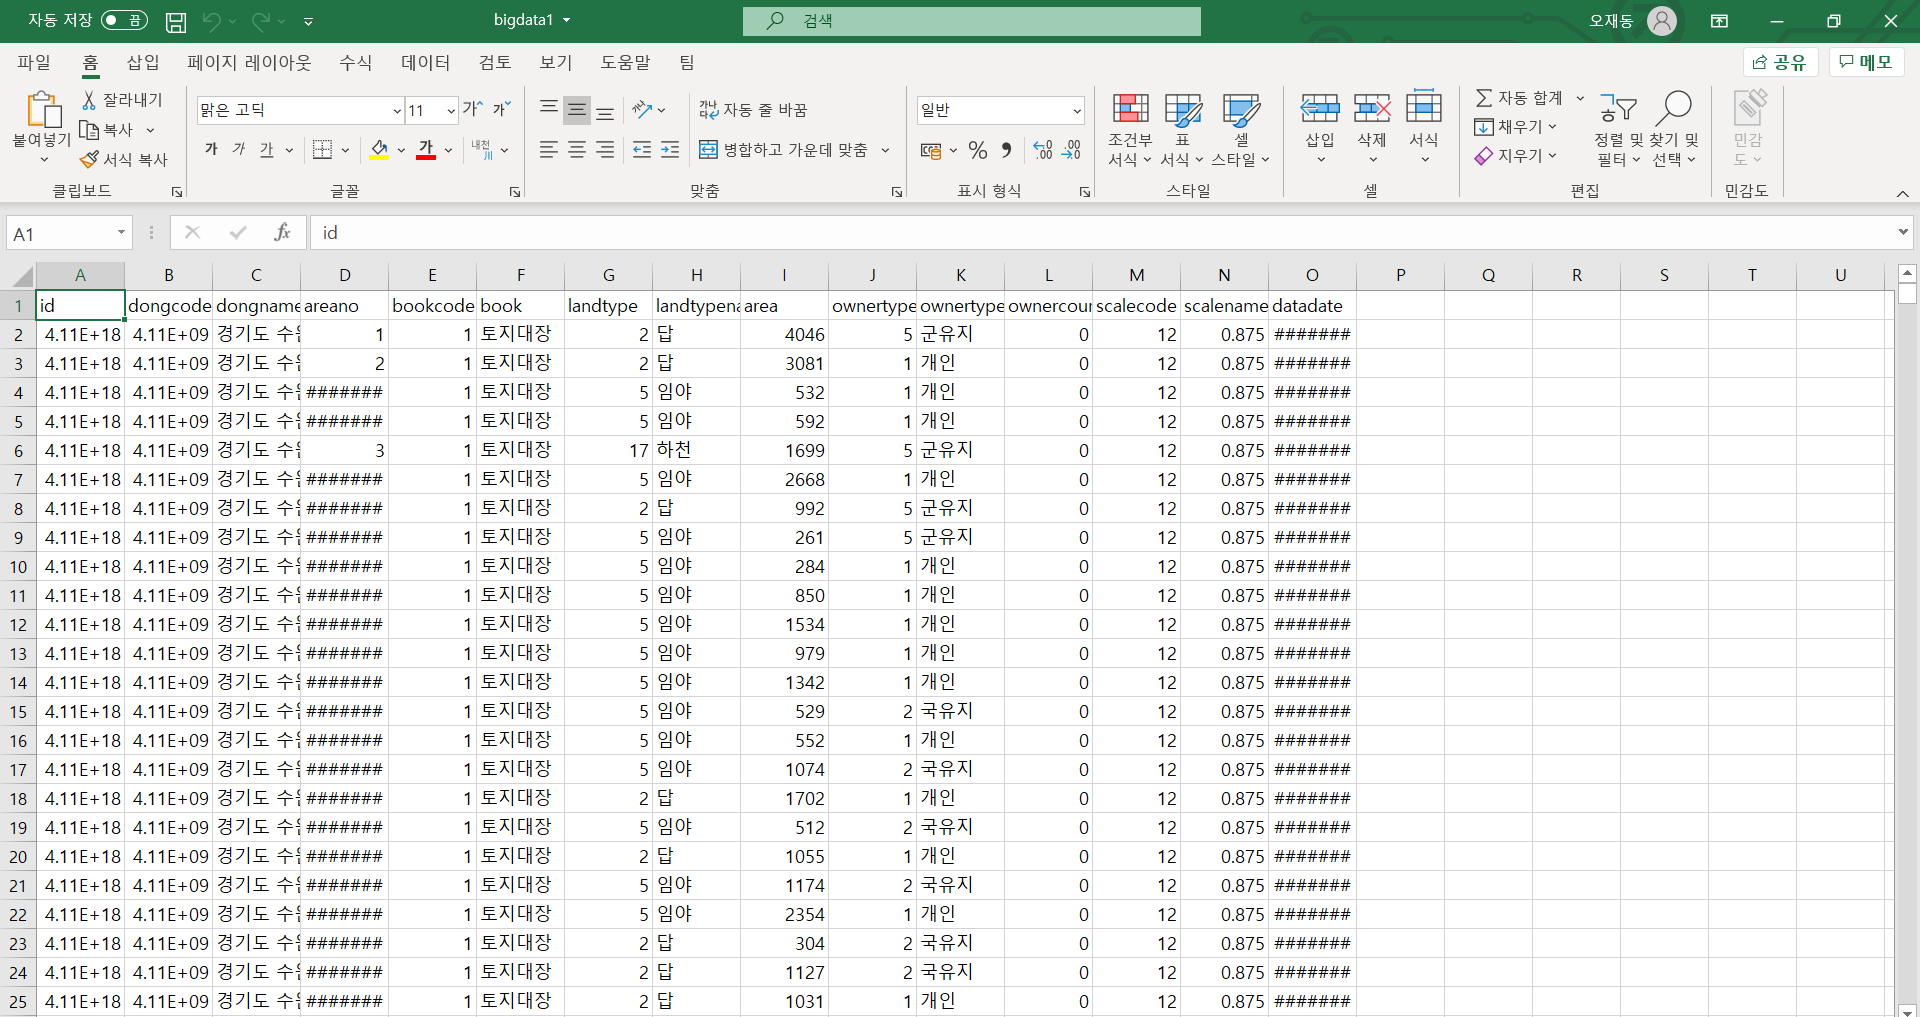 자동 저장 끔 bigdata1 검색 오재동
파일 홈 삽입 페이지 레이아웃 수식 데이터 검토 보기 도움말 팀 공유 메모
붙여넣기 잘라내기 복사 서식 복사 클립보드
맑은 고딕 11 가 가 가 가 가 가 내천 川 글꼴
가나 다 자동 줄 바꿈 병합하고 가운데 맞춤 맞춤
일반 % 표시 형식
조건부 서식 표 서식 셀 스타일 스타일
삽입 삭제 서식 셀
자동 합계 채우기 지우기 정렬 및 필터 찾기 및 선택 편집
민감도 민감도
A1 fx id
A B C D E F G H I J K L M N O P Q R S T U
1 id dongcode dongname areano bookcode book landtype landtypena area ownertype ownertype ownercour scalecode scalename datadate
2 4.11E+18 4.11E+09 경기도 수원 1 1 토지대장 2 답 4046 5 군유지 0 12 0.875 #######
3 4.11E+18 4.11E+09 경기도 수원 2 1 토지대장 2 답 3081 1 개인 0 12 0.875 #######
4 4.11E+18 4.11E+09 경기도 수원 ####### 1 토지대장 5 임야 532 1 개인 0 12 0.875 #######
5 4.11E+18 4.11E+09 경기도 수원 ####### 1 토지대장 5 임야 592 1 개인 0 12 0.875 #######
6 4.11E+18 4.11E+09 경기도 수원 3 1 토지대장 17 하천 1699 5 군유지 0 12 0.875 #######
7 4.11E+18 4.11E+09 경기도 수원 ####### 1 토지대장 5 임야 2668 1 개인 0 12 0.875 #######
8 4.11E+18 4.11E+09 경기도 수원 ####### 1 토지대장 2 답 992 5 군유지 0 12 0.875 #######
9 4.11E+18 4.11E+09 경기도 수원 ####### 1 토지대장 5 임야 261 5 군유지 0 12 0.875 #######
10 4.11E+18 4.11E+09 경기도 수원 ####### 1 토지대장 5 임야 284 1 개인 0 12 0.875 #######
11 4.11E+18 4.11E+09 경기도 수원 ####### 1 토지대장 5 임야 850 1 개인 0 12 0.875 #######
12 4.11E+18 4.11E+09 경기도 수원 ####### 1 토지대장 5 임야 1534 1 개인 0 12 0.875 #######
13 4.11E+18 4.11E+09 경기도 수원 ####### 1 토지대장 5 임야 979 1 개인 0 12 0.875 #######
14 4.11E+18 4.11E+09 경기도 수원 ####### 1 토지대장 5 임야 1342 1 개인 0 12 0.875 #######
15 4.11E+18 4.11E+09 경기도 수원 ####### 1 토지대장 5 임야 529 2 국유지 0 12 0.875 #######
16 4.11E+18 4.11E+09 경기도 수원 ####### 1 토지대장 5 임야 552 1 개인 0 12 0.875 #######
17 4.11E+18 4.11E+09 경기도 수원 ####### 1 토지대장 5 임야 1074 2 국유지 0 12 0.875 #######
18 4.11E+18 4.11E+09 경기도 수원 ####### 1 토지대장 2 답 1702 1 개인 0 12 0.875 #######
19 4.11E+18 4.11E+09 경기도 수원 ####### 1 토지대장 5 임야 512 2 국유지 0 12 0.875 #######
20 4.11E+18 4.11E+09 경기도 수원 ####### 1 토지대장 2 답 1055 1 개인 0 12 0.875 #######
21 4.11E+18 4.11E+09 경기도 수원 ####### 1 토지대장 5 임야 1174 2 국유지 0 12 0.875 #######
22 4.11E+18 4.11E+09 경기도 수원 ####### 1 토지대장 5 임야 2354 1 개인 0 12 0.875 #######
23 4.11E+18 4.11E+09 경기도 수원 ####### 1 토지대장 2 답 304 2 국유지 0 12 0.875 #######
24 4.11E+18 4.11E+09 경기도 수원 ####### 1 토지대장 2 답 1127 2 국유지 0 12 0.875 #######
25 4.11E+18 4.11E+09 경기도 수원 ####### 1 토지대장 2 답 1031 1 개인 0 12 0.875 #######